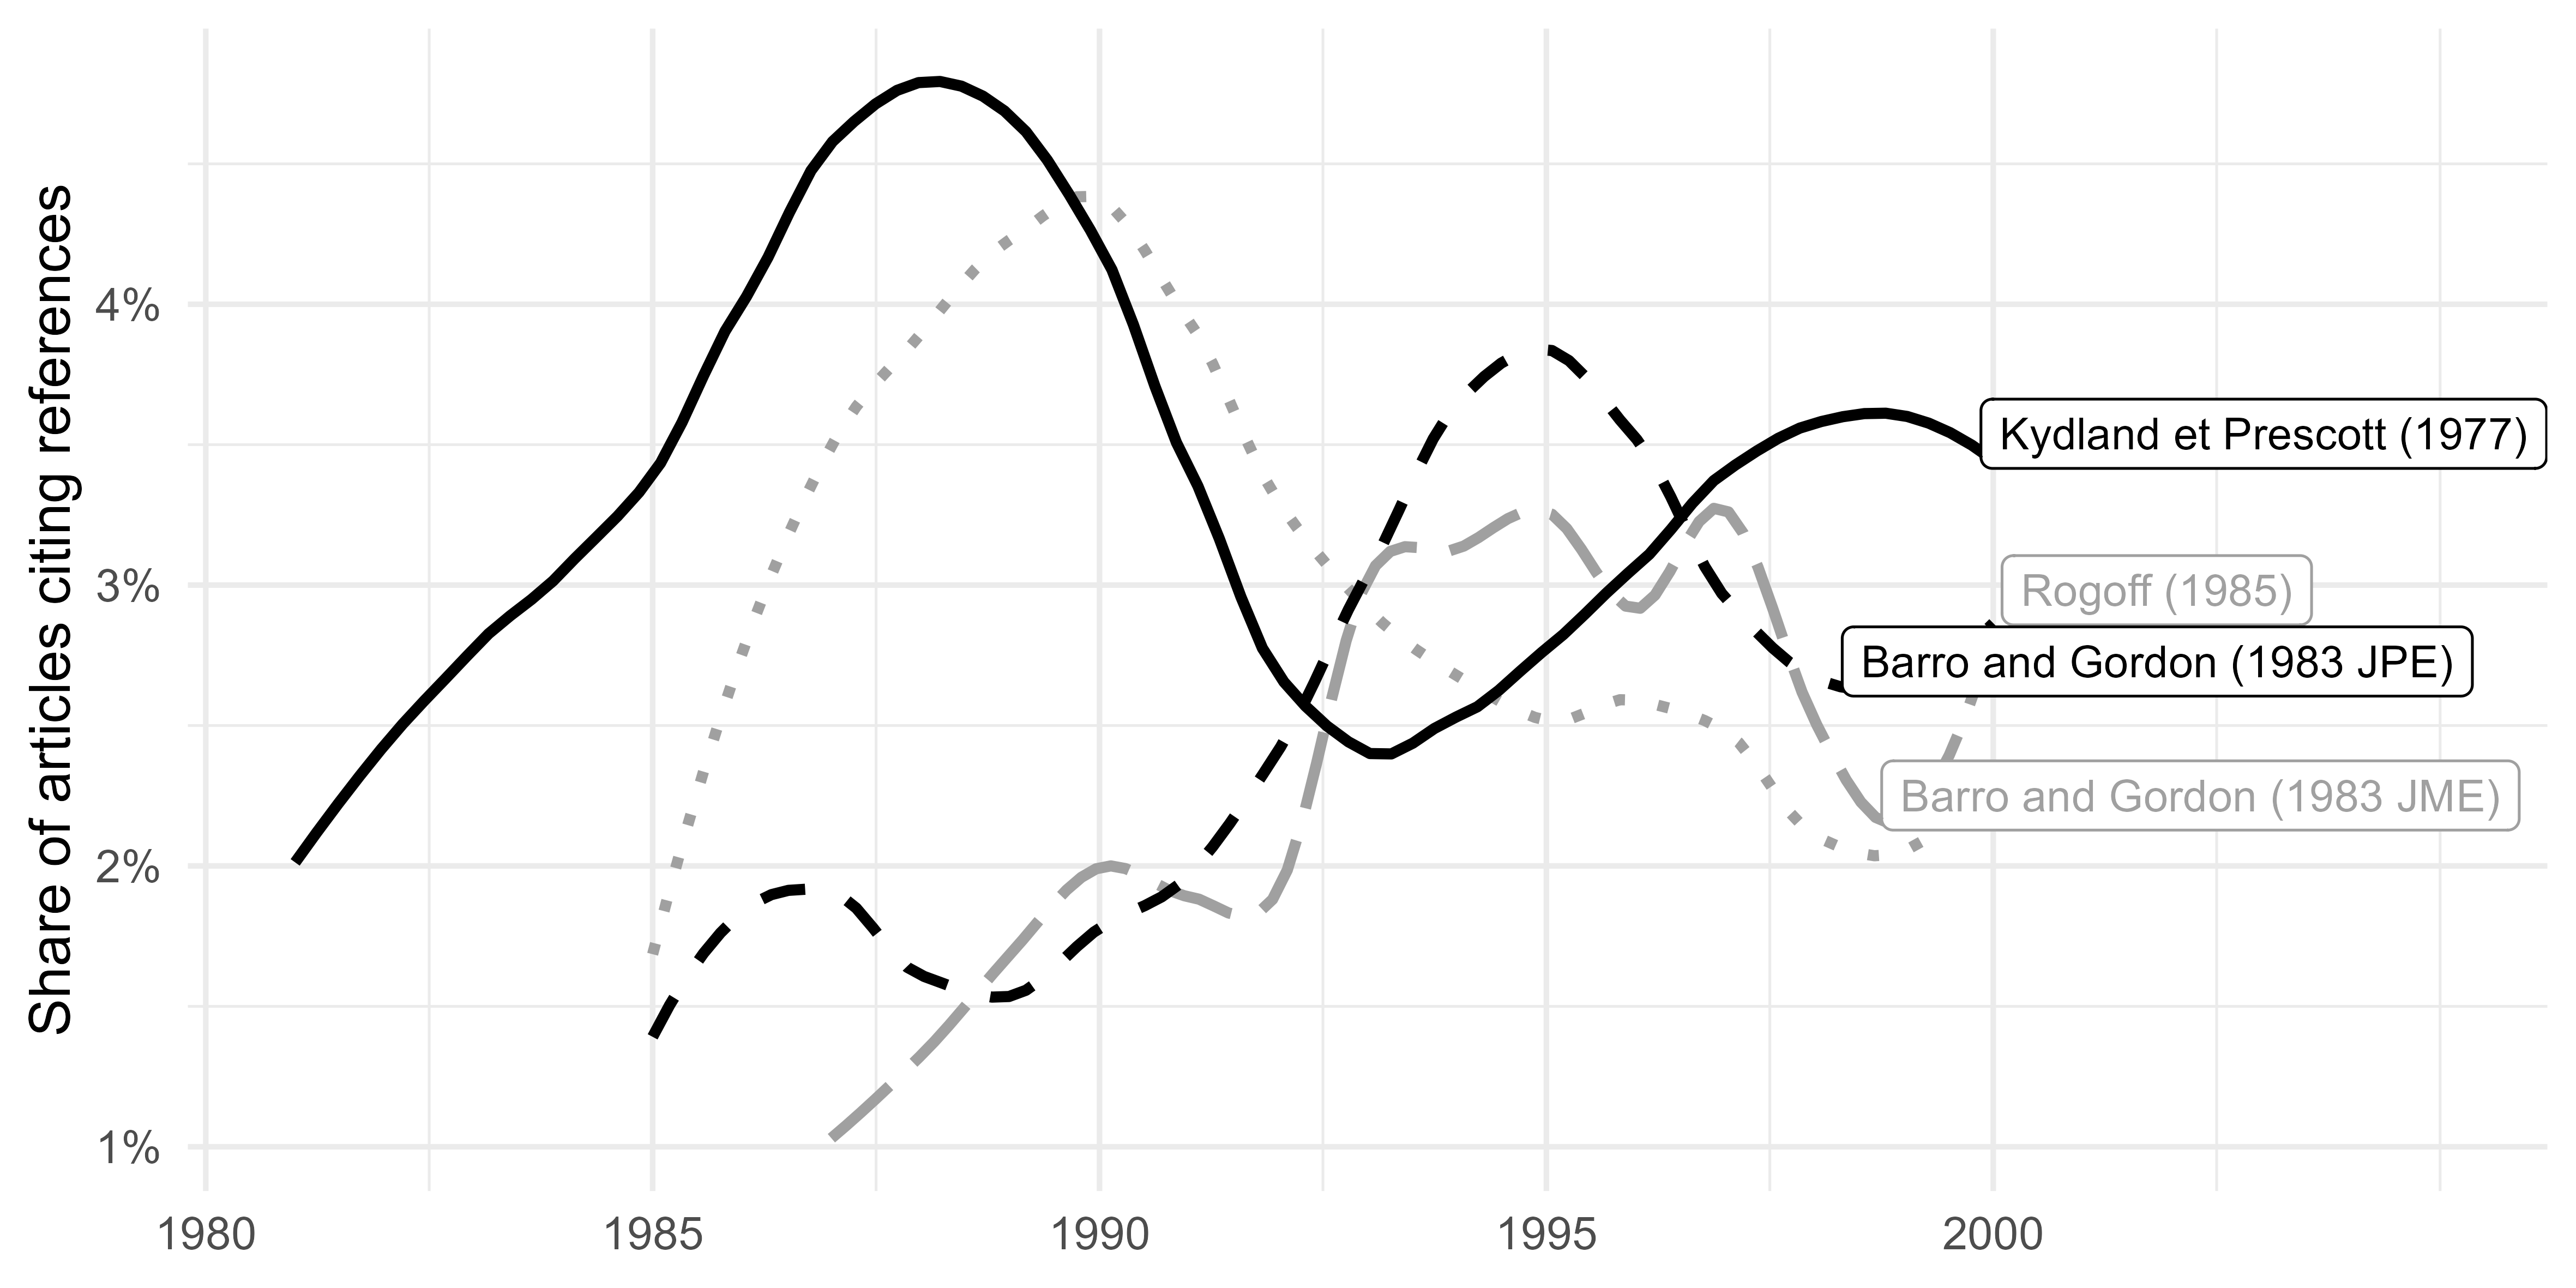 Share of articles citing references
4%
3%
2%
1%
1980
1985
1990
1995
2000
Kydland et Prescott (1977)
Rogoff (1985)
Barro and Gordon (1983 JPE)
Barro and Gordon (1983 JME)